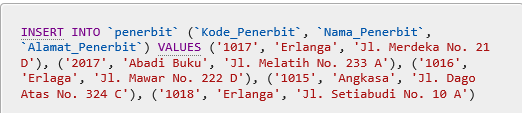 INSERT INTO `penerbit` (`Kode_Penerbit`, `Nama_Penerbit`,
`Alamat_Penerbit`) VALUES ('1017', 'Erlanga', 'Jl. Merdeka No. 21
D'), ('2017', 'Abadi Buku', 'Jl. Melatih No. 233 A'), ('1016',
'Erlaga', 'Jl. Mawar No. 222 D'), ('1015', 'Angkasa', 'Jl. Dago
Atas No. 324 C'), ('1018', 'Erlanga', 'Jl. Setiabudi No. 10 A')